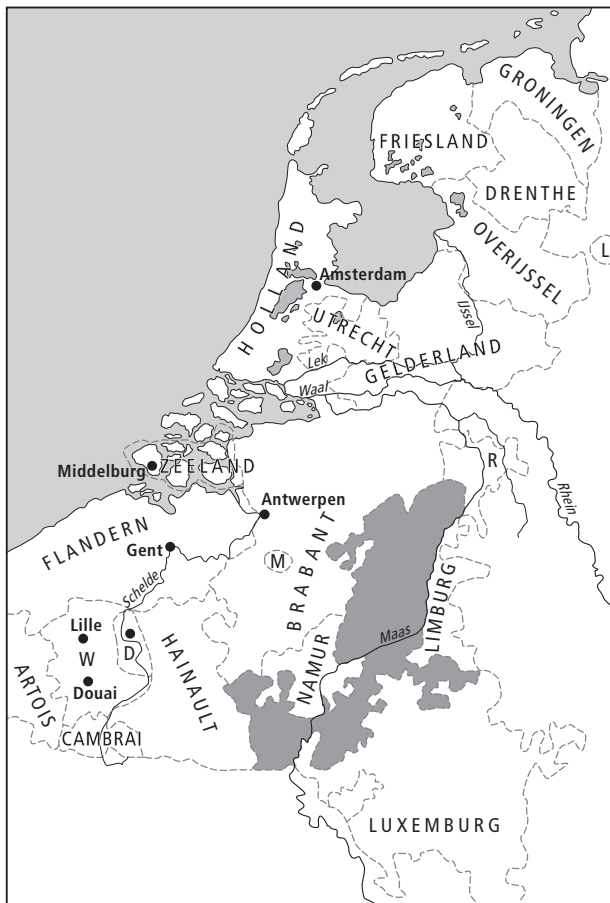 GRONINGEN
FRIESLAND
DRENTHE
OVERIJSSEL
L
HOLLAND
Amsterdam
UTRECHT
IJssel
Lek
GELDERLAND
Waal
R
Middelburg
ZEELAND
Rhein
Antwerpen
FLANDERN
Gent
M
BRABANT
Schelde
LIMBURG
Maas
Lille
D
W
HAINAULT
NAMUR
ARTOIS
Douai
CAMBRAI
LUXEMBURG